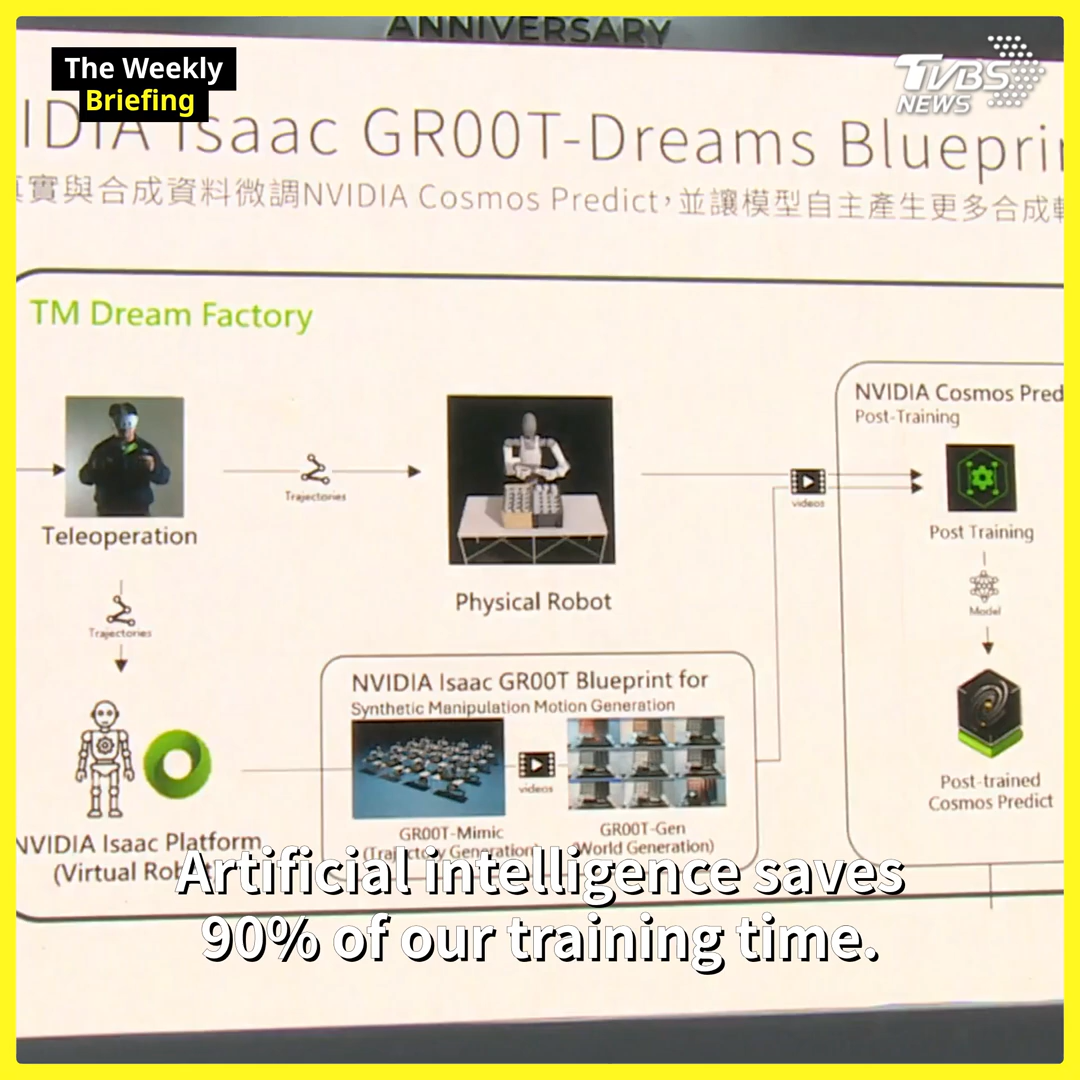 ANNIVERSARY
The Weekly
Briefing
TVBS
NEWS
IDIA Isaac GR00T-Dreams Blueprin
實與合成資料微調NVIDIA Cosmos Predict,並讓模型自主產生更多合成
TM Dream Factory
NVIDIA Cosmos Pred
Post-Training
Trajectories
videos
Teleoperation
Post Training
Physical Robot
Model
Trajectories
NVIDIA Isaac GR00T Blueprint for
Synthetic Manipulation Motion Generation
videos
Post-trained
Cosmos Predict
GR00T-Mimic
(Trajectory Generation)
GR00T-Gen
(World Generation)
NVIDIA Isaac Platform
(Virtual Rob
Artificial intelligence saves
90% of our training time.